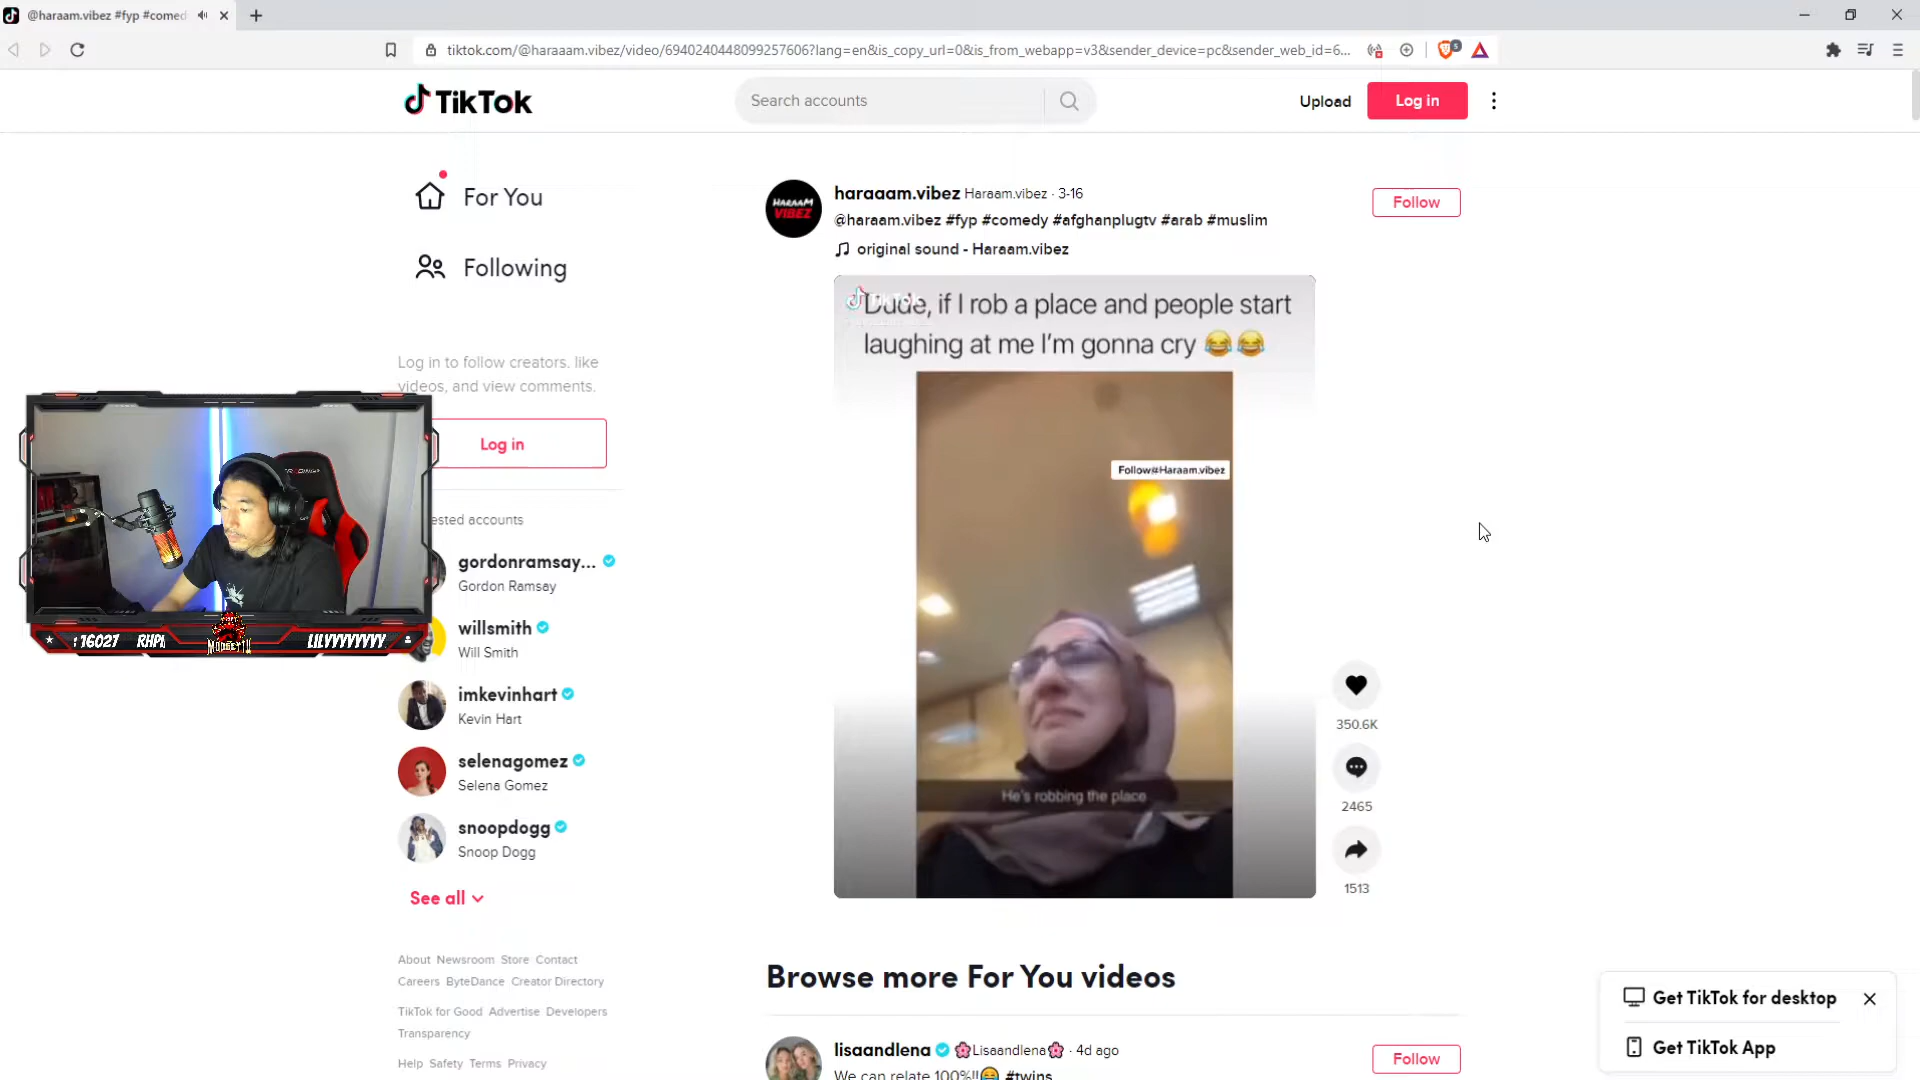 @haraam.vibez #fyp #comed
tiktok.com/@haraaam.vibez/video/6940240448099257606?lang=en&is_copy_url=0&is_from_webapp=v3&sender_device=pc&sender_web_id=6...
TikTok
Search accounts
Upload
Log in
For You
Following
Log in to follow creators, like
videos, and view comments.
Log in
ested accounts
gordonramsay...
Gordon Ramsay
willsmith
Will Smith
imkevinhart
Kevin Hart
selenagomez
Selena Gomez
snoopdogg
Snoop Dogg
See all
About Newsroom Store Contact
Careers ByteDance Creator Directory
TikTok for Good Advertise Developers
Transparency
Help Safety Terms Privacy
:16027
LILYYYYYYYY
HARAAM
VIBEZ
haraaam.vibez Haraam.vibez · 3-16
@haraam.vibez #fyp #comedy #afghanplugtv #arab #muslim
original sound - Haraam.vibez
Follow
TikTok
Dude, if I rob a place and people start
laughing at me I'm gonna cry 😂😂
Follow@Haraam.vibez
He's robbing the place
350.6K
2465
1513
Browse more For You videos
lisaandlena 🌸Lisaandlena🌸 · 4d ago
We can relate 100%!!😂 #twins
Follow
Get TikTok for desktop
Get TikTok App